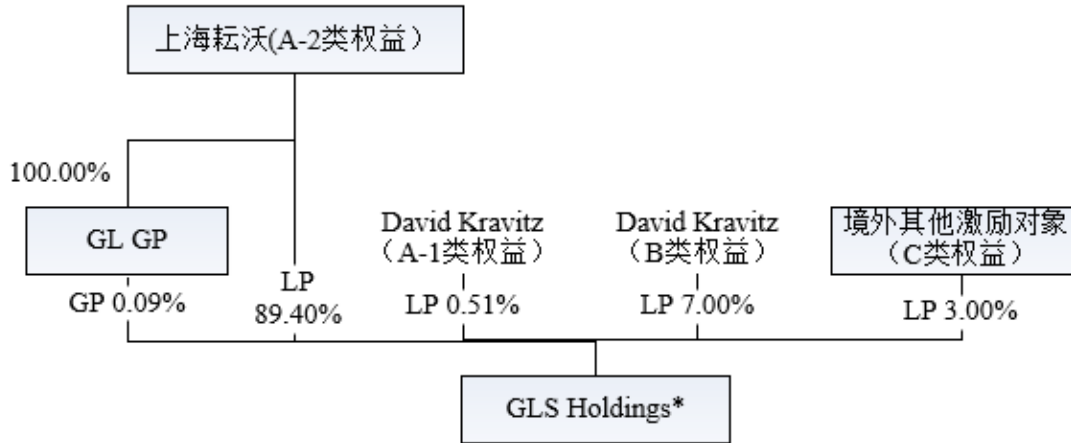 上海耘沃(A-2类权益）
100.00%
GL GP
David Kravitz
（A-1类权益）
David Kravitz
（B类权益）
境外其他激励对象
（C类权益）
GP 0.09%
LP
89.40%
LP 0.51%
LP 7.00%
LP 3.00%
GLS Holdings*